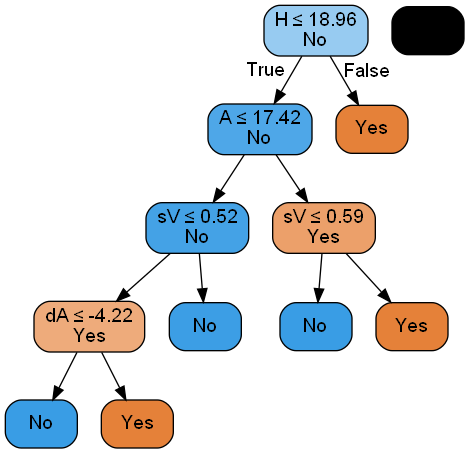 H ≤ 18.96
No
True
False
A ≤ 17.42
No
Yes
sV ≤ 0.52
No
sV ≤ 0.59
Yes
dA ≤ -4.22
Yes
No
No
Yes
No
Yes